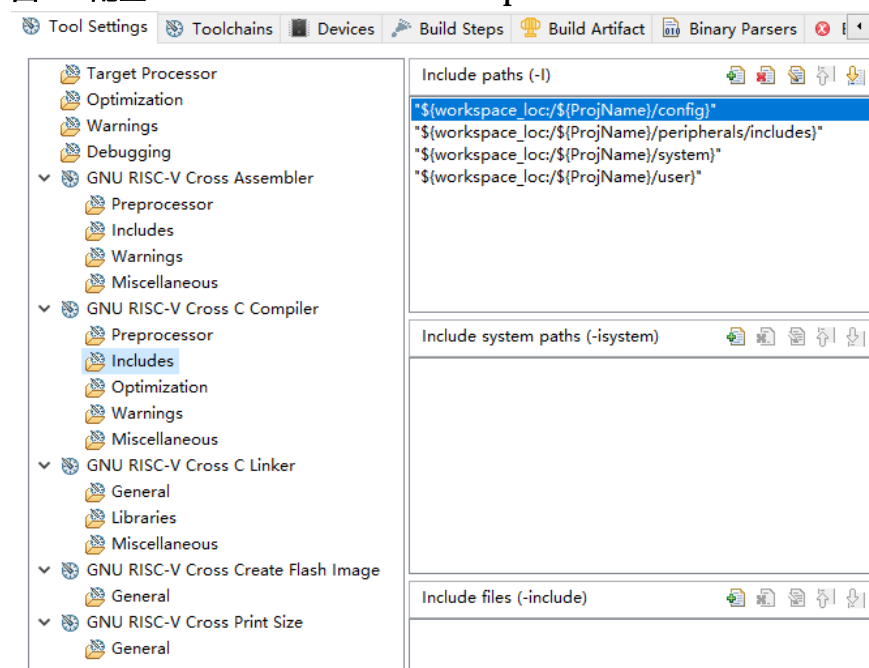 Tool Settings Toolchains Devices Build Steps Build Artifact Binary Parsers
Target Processor
Optimization
Warnings
Debugging
GNU RISC-V Cross Assembler
Preprocessor
Includes
Warnings
Miscellaneous
GNU RISC-V Cross C Compiler
Preprocessor
Includes
Optimization
Warnings
Miscellaneous
GNU RISC-V Cross C Linker
General
Libraries
Miscellaneous
GNU RISC-V Cross Create Flash Image
General
GNU RISC-V Cross Print Size
General
Include paths (-I)
"${workspace_loc:/${ProjName}/config}"
"${workspace_loc:/${ProjName}/peripherals/includes}"
"${workspace_loc:/${ProjName}/system}"
"${workspace_loc:/${ProjName}/user}"
Include system paths (-isystem)
Include files (-include)